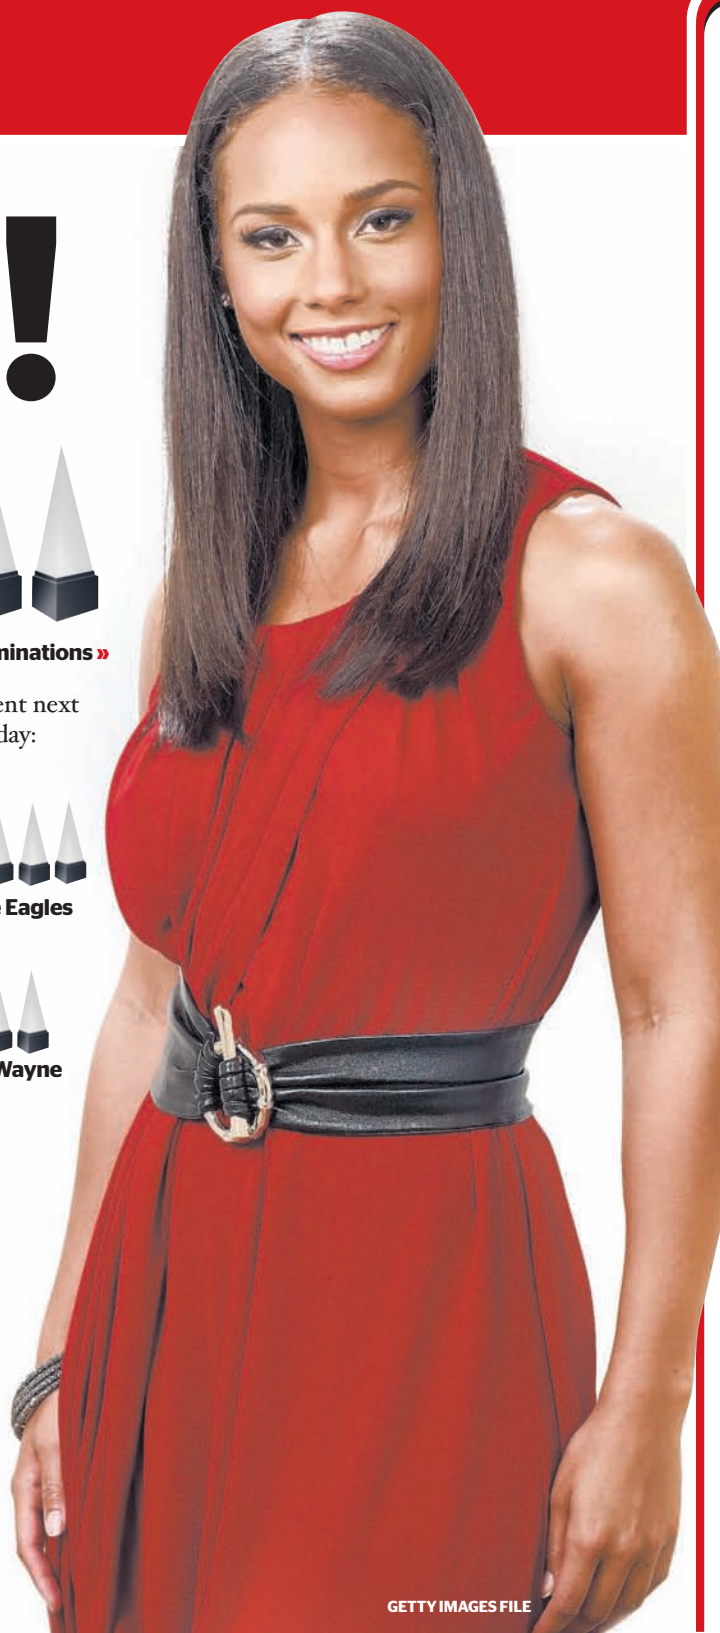 !
minations »
ent next
day:
e Eagles
Wayne
GETTY IMAGES FILE